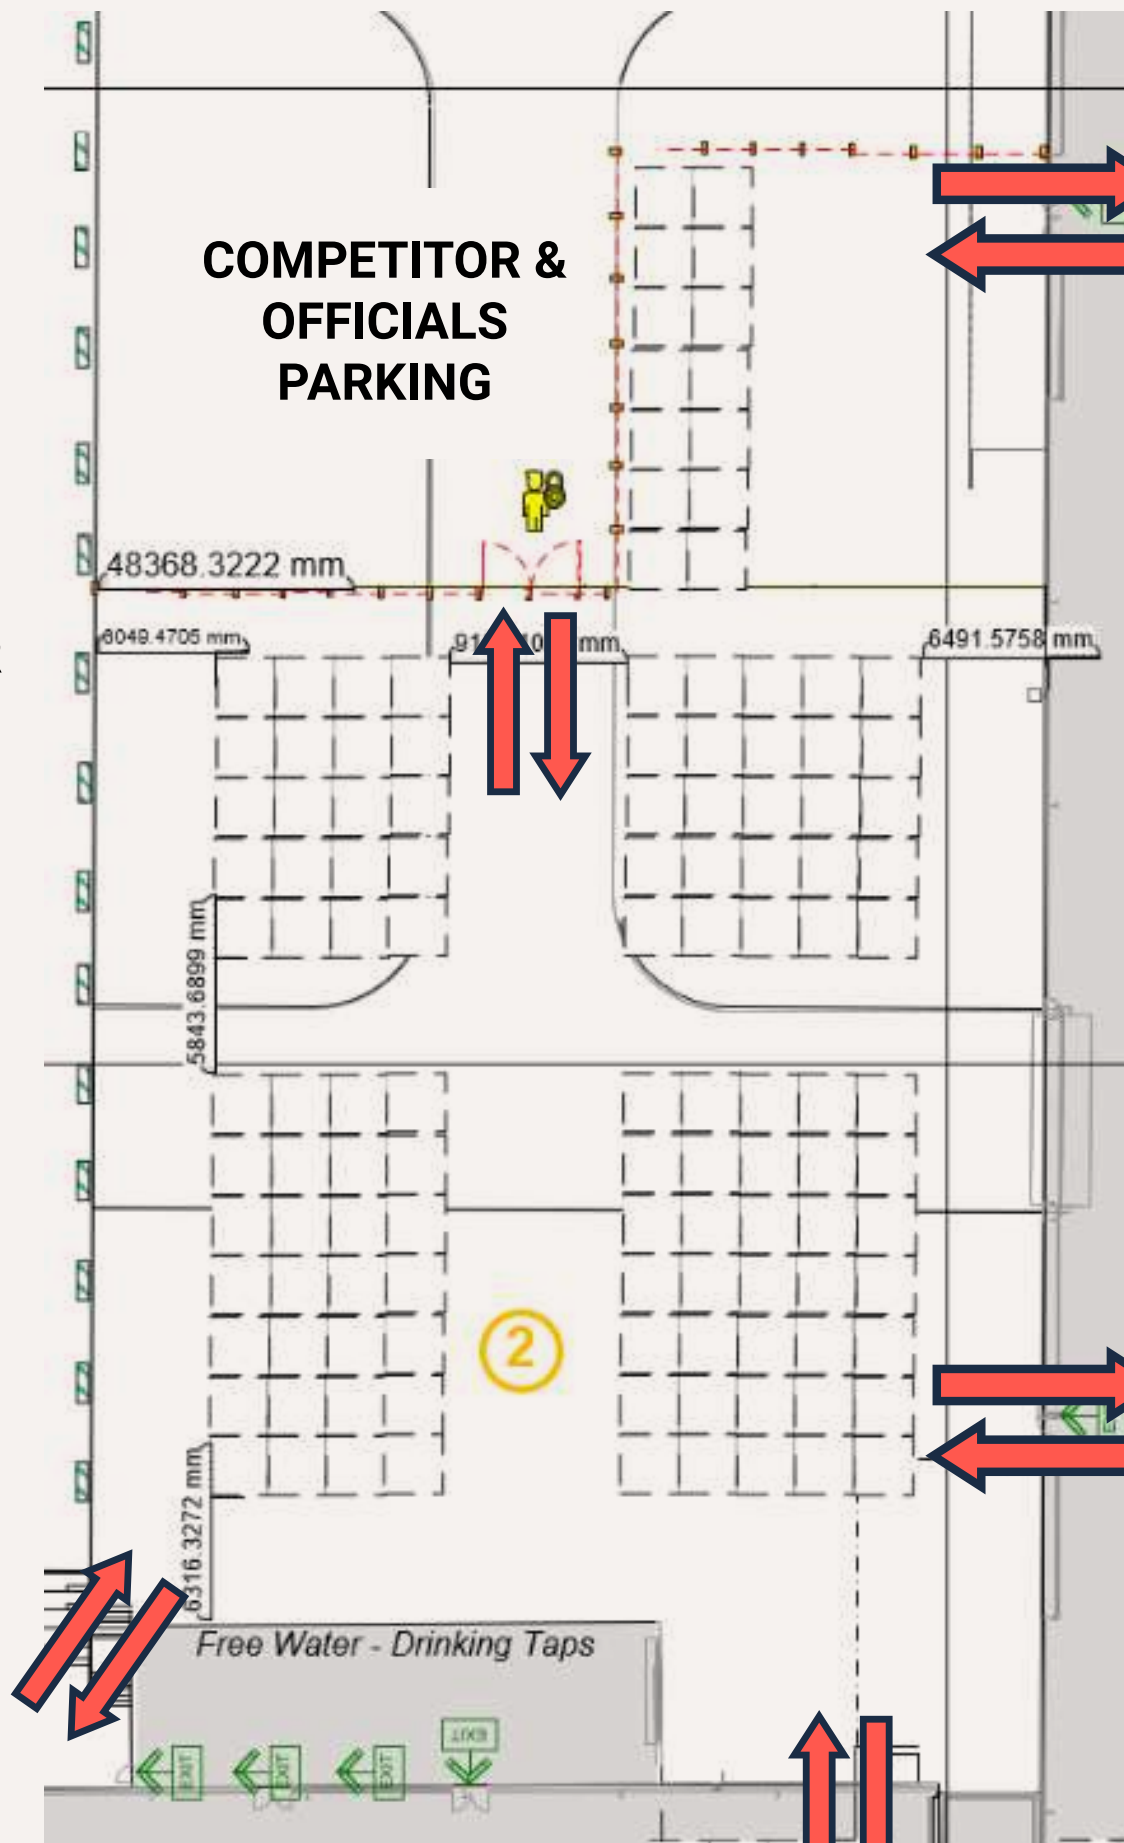 COMPETITOR &
OFFICIALS
PARKING
48368.3222 mm
6049.4705 mm
mm
6491.5758 mm
5843.6899 mm
2
6316.3272 mm
Free Water - Drinking Taps
EXIT
EXIT
EXIT
EXIT